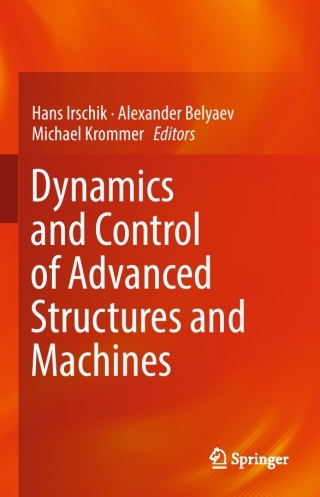 Hans Irschik · Alexander Belyaev
Michael Krommer Editors
Dynamics
and Control
of Advanced
Structures and
Machines
Springer